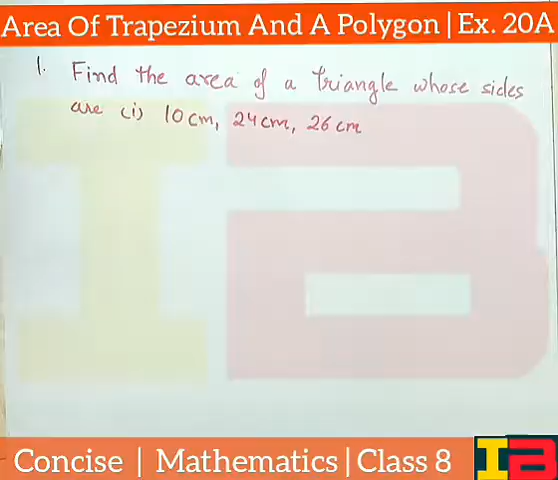 Area Of Trapezium And A Polygon | Ex. 20A
1. Find the area of a triangle whose sides
are (i) 10 cm, 24 cm, 26 cm
Concise | Mathematics | Class 8
IB